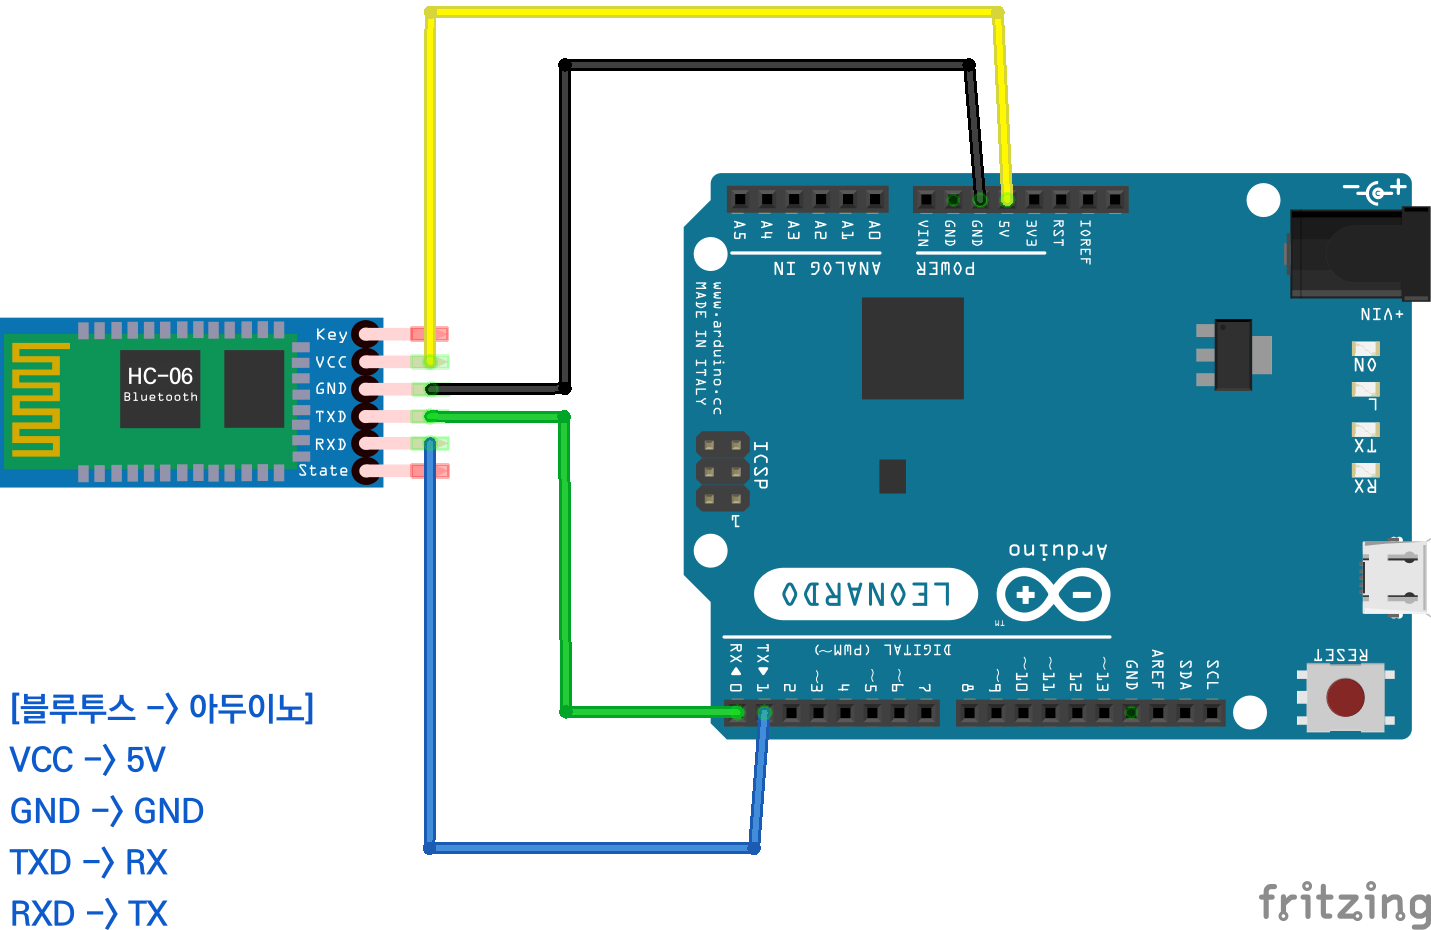 Key
VCC
GND
TXD
RXD
State
HC-06
Bluetooth
A5 A4 A3 A2 A1 A0
ANALOG IN
VIN GND GND 5V 3V3 RST IOREF
POWER
www.arduino.cc
MADE IN ITALY
+VIN
ON
L
TX
RX
ICSP
1
Arduino
TM
LEONARDO
DIGITAL (PWM~)
RX◀0 TX▶1 2 ~3 4 ~5 ~6 7 8 ~9 ~10 ~11 12 ~13 GND AREF SDA SCL
RESET
[블루투스 -> 아두이노]
VCC -> 5V
GND -> GND
TXD -> RX
RXD -> TX
fritzing